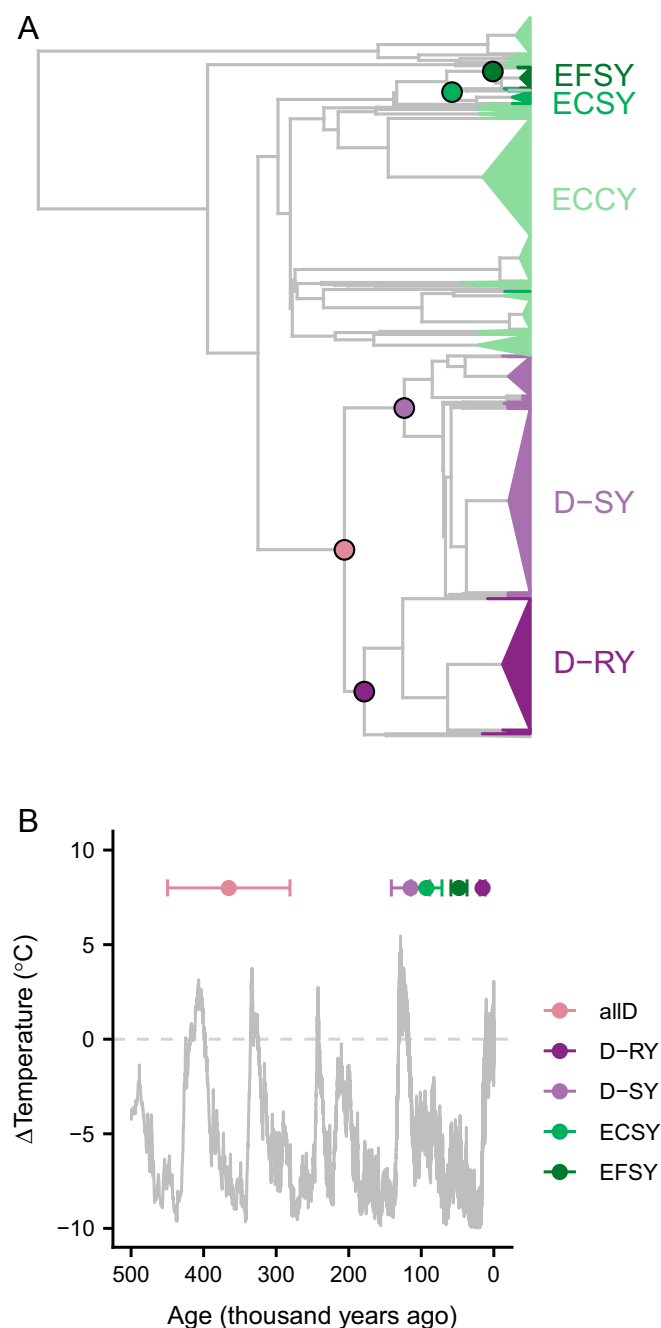 A
EFSY
ECSY
ECCY
D−SY
D−RY
B
10
5
0
−5
−10
ΔTemperature (°C)
500 400 300 200 100 0
Age (thousand years ago)
allD
D−RY
D−SY
ECSY
EFSY